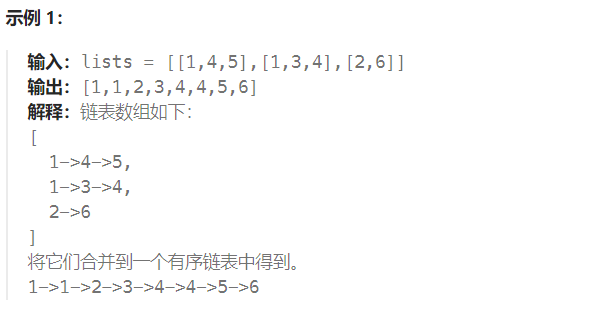 示例 1：
输入：lists = [[1,4,5],[1,3,4],[2,6]]
输出：[1,1,2,3,4,4,5,6]
解释：链表数组如下：
[
  1->4->5,
  1->3->4,
  2->6
]
将它们合并到一个有序链表中得到。
1->1->2->3->4->4->5->6